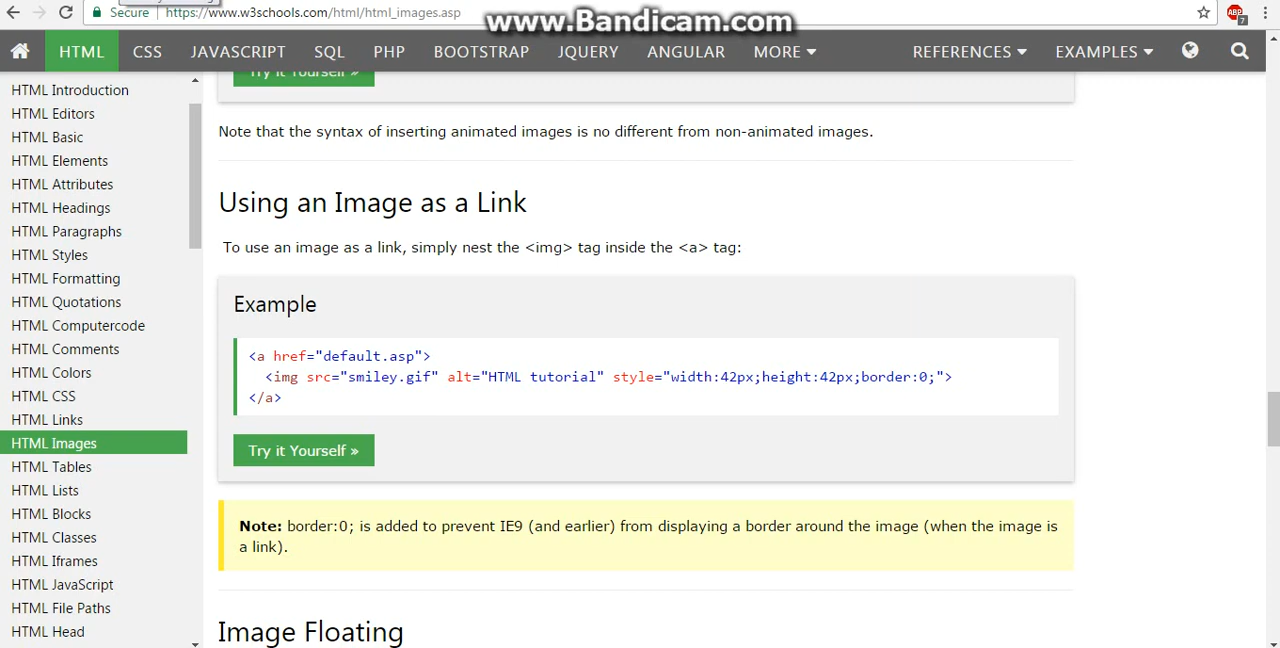 Secure https://www.w3schools.com/html/html_images.asp
www.Bandicam.com
ABP
7
HTML CSS JAVASCRIPT SQL PHP BOOTSTRAP JQUERY ANGULAR MORE REFERENCES EXAMPLES
HTML Introduction
HTML Editors
HTML Basic
HTML Elements
HTML Attributes
HTML Headings
HTML Paragraphs
HTML Styles
HTML Formatting
HTML Quotations
HTML Computercode
HTML Comments
HTML Colors
HTML CSS
HTML Links
HTML Images
HTML Tables
HTML Lists
HTML Blocks
HTML Classes
HTML Iframes
HTML JavaScript
HTML File Paths
HTML Head
Try it Yourself »
Note that the syntax of inserting animated images is no different from non-animated images.
Using an Image as a Link
To use an image as a link, simply nest the <img> tag inside the <a> tag:
Example
<a href="default.asp">
<img src="smiley.gif" alt="HTML tutorial" style="width:42px;height:42px;border:0;">
</a>
Try it Yourself »
Note: border:0; is added to prevent IE9 (and earlier) from displaying a border around the image (when the image is
a link).
Image Floating